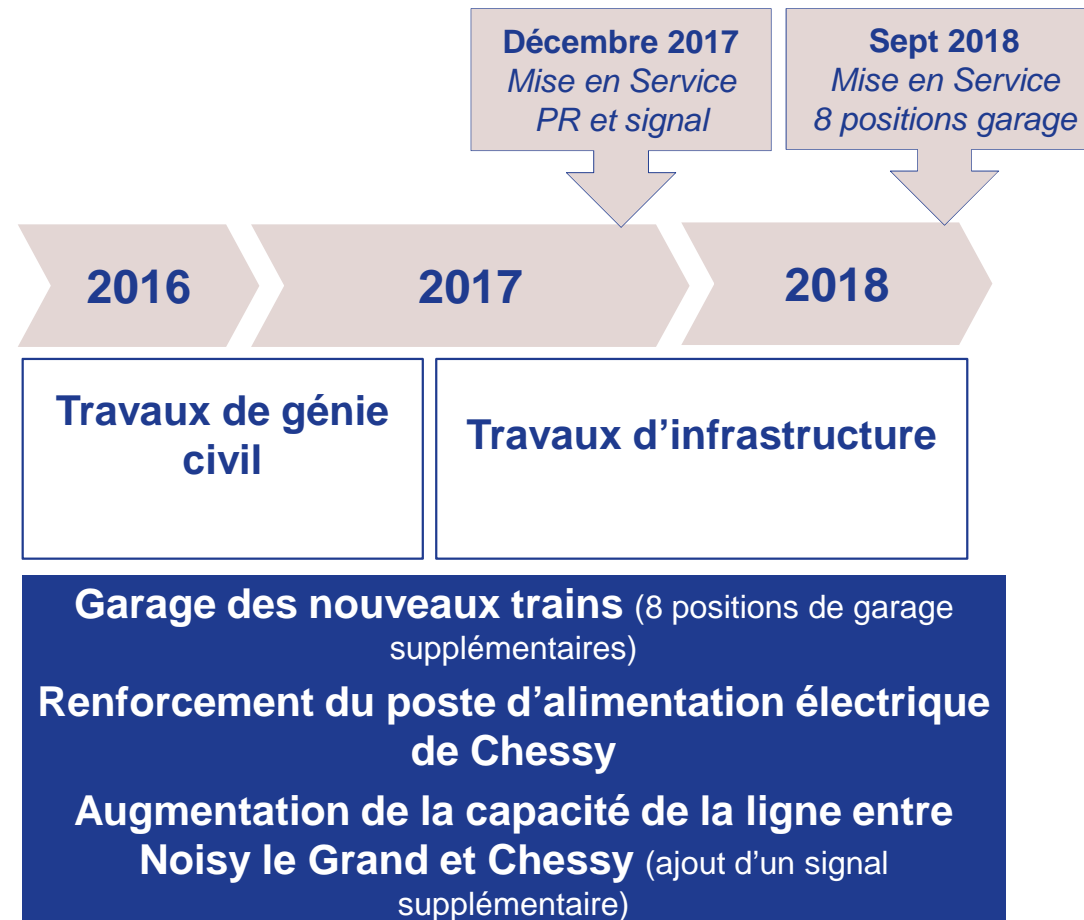 Décembre 2017
Mise en Service
PR et signal
Sept 2018
Mise en Service
8 positions garage
2016
2017
2018
Travaux de génie
civil
Travaux d’infrastructure
Garage des nouveaux trains (8 positions de garage
supplémentaires)
Renforcement du poste d’alimentation électrique
de Chessy
Augmentation de la capacité de la ligne entre
Noisy le Grand et Chessy (ajout d’un signal
supplémentaire)